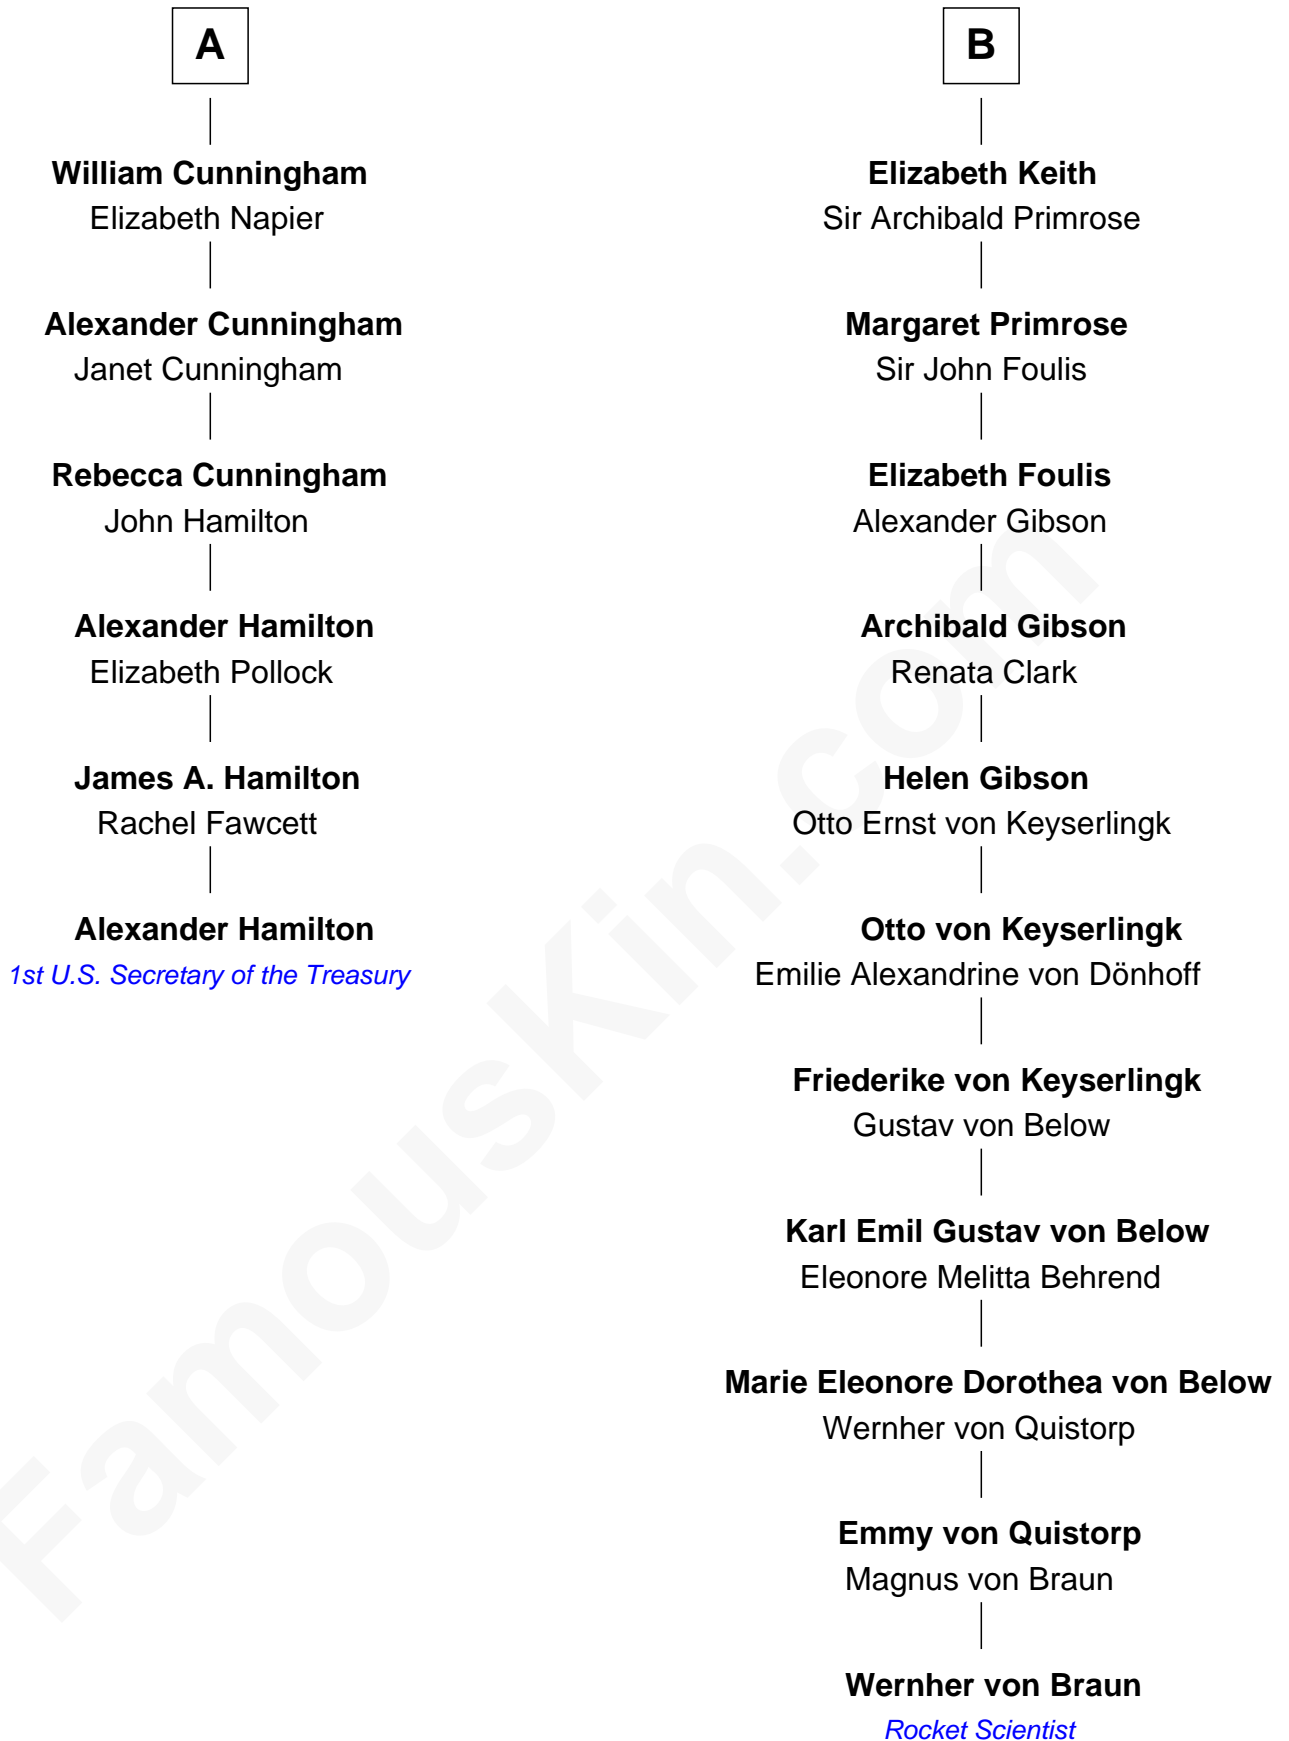 A
William Cunningham
Elizabeth Napier
Alexander Cunningham
Janet Cunningham
Rebecca Cunningham
John Hamilton
Alexander Hamilton
Elizabeth Pollock
James A. Hamilton
Rachel Fawcett
Alexander Hamilton
1st U.S. Secretary of the Treasury
B
Elizabeth Keith
Sir Archibald Primrose
Margaret Primrose
Sir John Foulis
Elizabeth Foulis
Alexander Gibson
Archibald Gibson
Renata Clark
Helen Gibson
Otto Ernst von Keyserlingk
Otto von Keyserlingk
Emilie Alexandrine von Dönhoff
Friederike von Keyserlingk
Gustav von Below
Karl Emil Gustav von Below
Eleonore Melitta Behrend
Marie Eleonore Dorothea von Below
Wernher von Quistorp
Emmy von Quistorp
Magnus von Braun
Wernher von Braun
Rocket Scientist
FamousKin.com